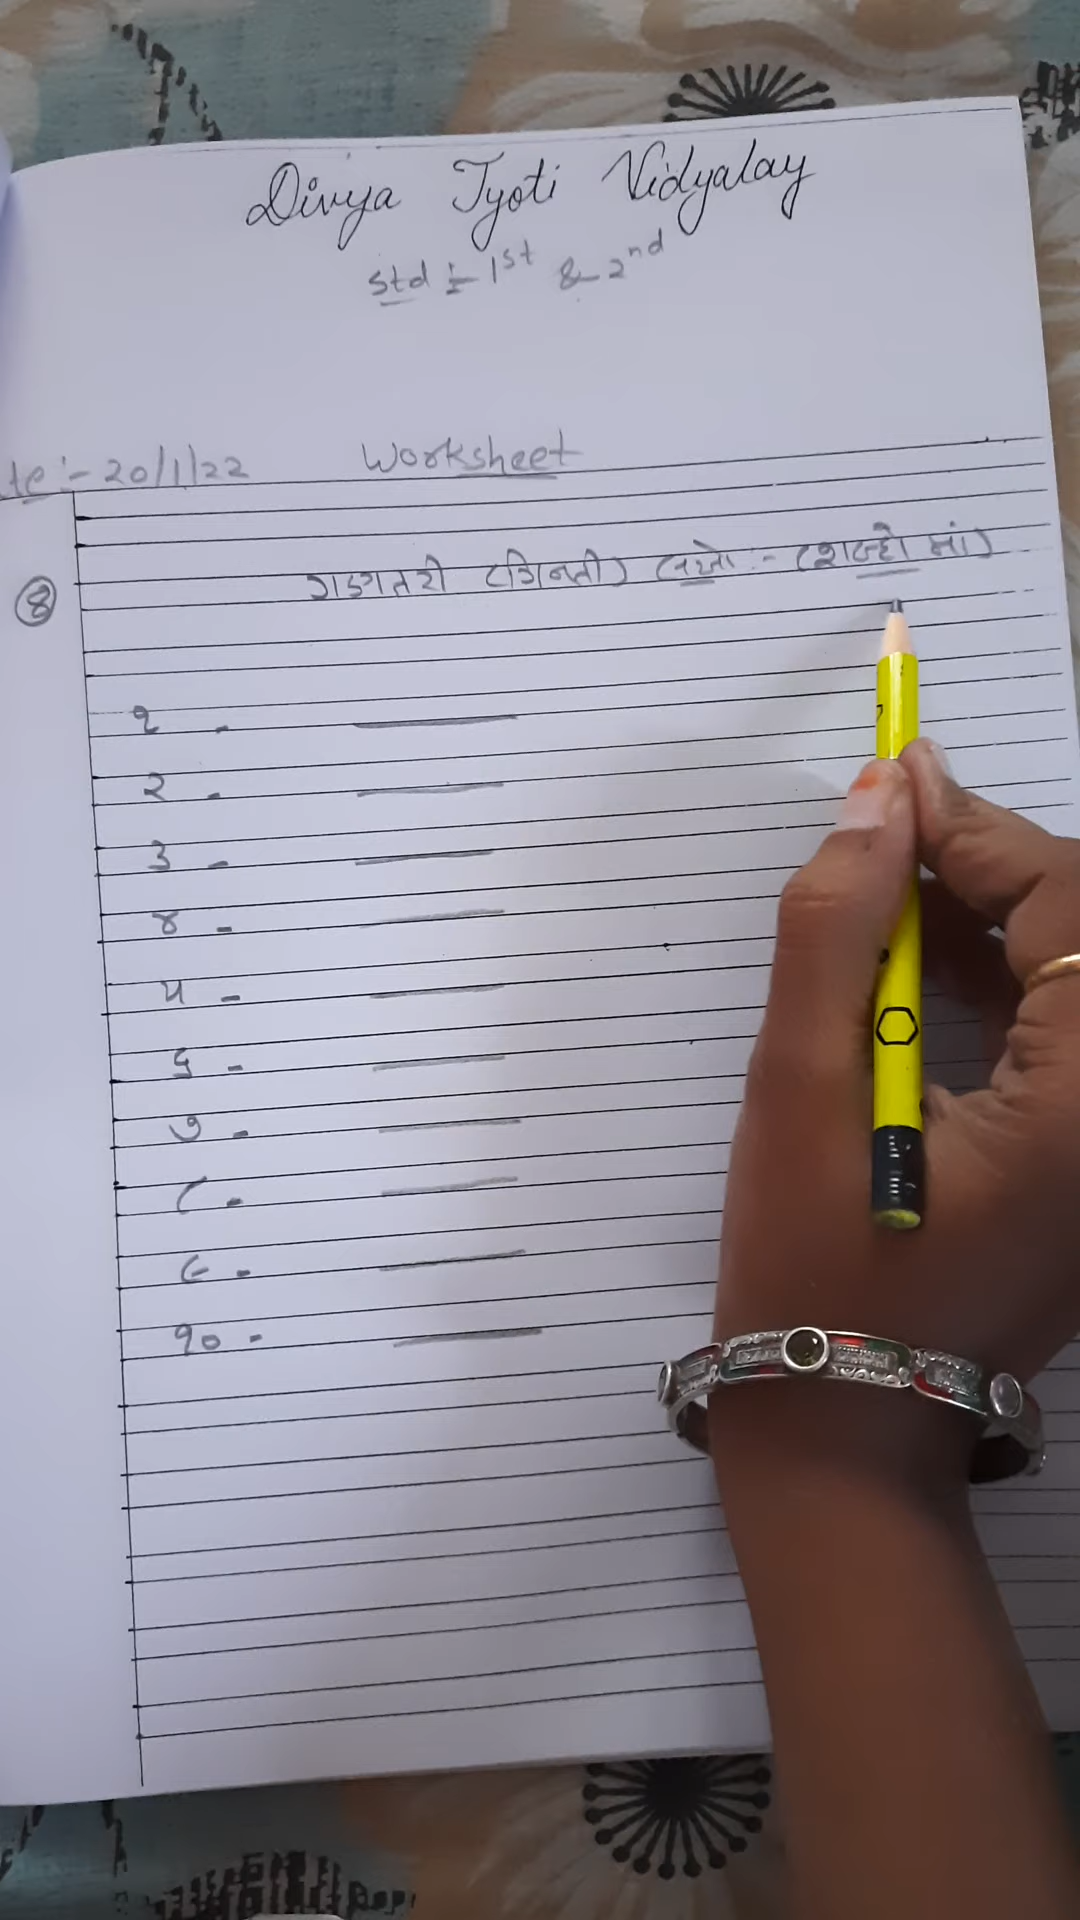 Divya Jyoti Vidyalay
Std :- 1st & 2nd
te :- 20/1/22 Worksheet
8 ગણગતરી (ગિનતી) લખો :- (શબ્દો માં)
૧ -
૨ -
૩ -
૪ -
૫ -
૬ -
૭ -
૮ -
૯ -
૧૦ -